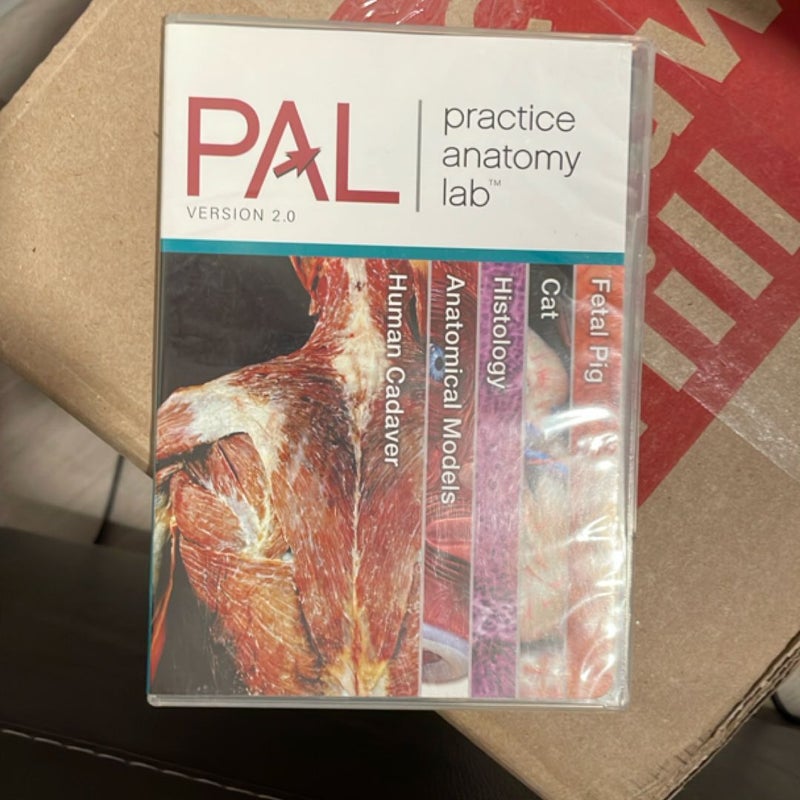 PAL
VERSION 2.0
practice
anatomy
lab™
Human Cadaver
Anatomical Models
Histology
Cat
Fetal Pig